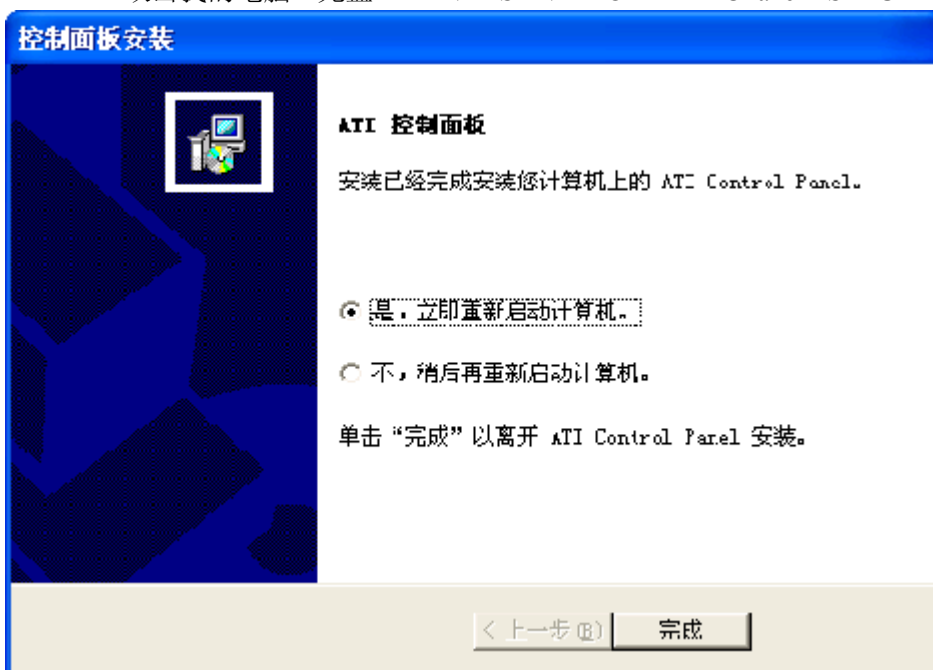 控制面板安装
ATI 控制面板
安装已经完成安装您计算机上的 ATI Control Panel。
是，立即重新启动计算机。
不，稍后再重新启动计算机。
单击“完成”以离开 ATI Control Panel 安装。
< 上一步(B)
完成